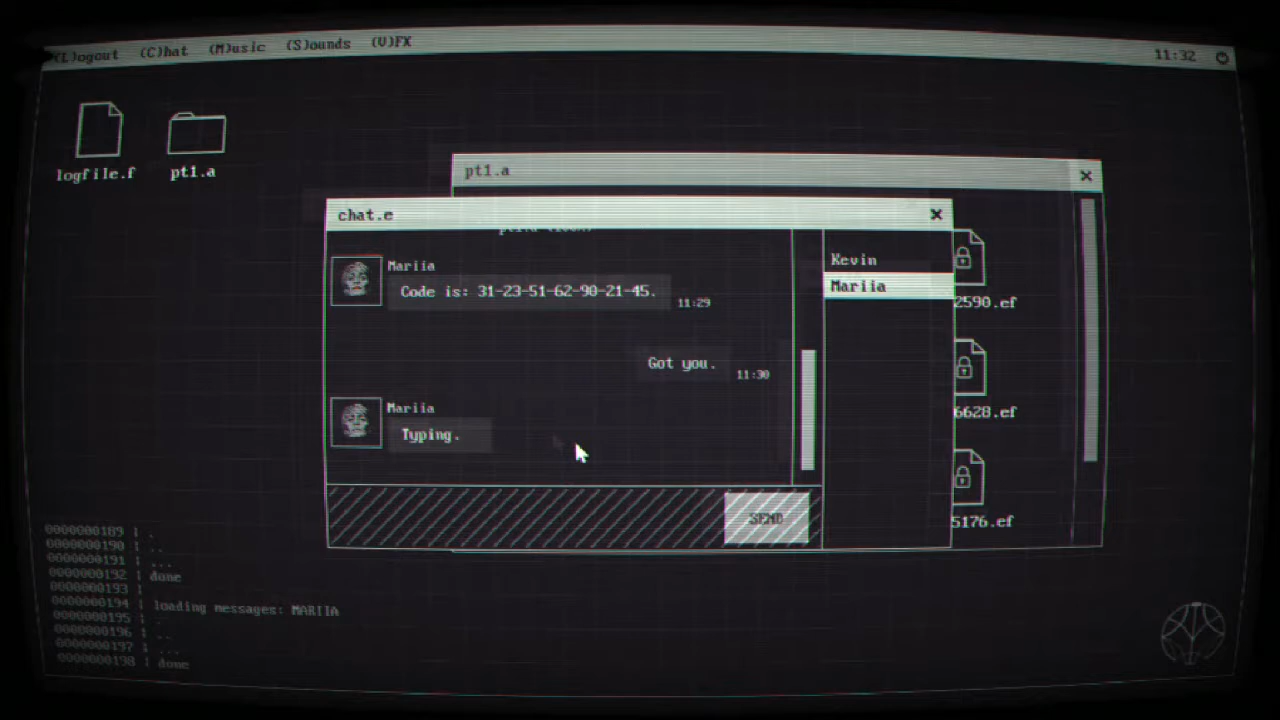 (L)ogout (C)hat (M)usic (S)ounds (V)FX 11:32
logfile.f pt1.a
pt1.a
chat.e
Mariia
Code is: 31-23-51-62-90-21-45.
11:29
Got you.
11:30
Mariia
Typing.
SEND
Kevin
Mariia
2590.ef
6628.ef
5176.ef
0000000189 | .
0000000190 | ..
0000000191 | ...
0000000192 | done
0000000193 |
0000000194 | loading messages: MARIIA
0000000195 | .
0000000196 | ..
0000000197 | ...
0000000198 | done